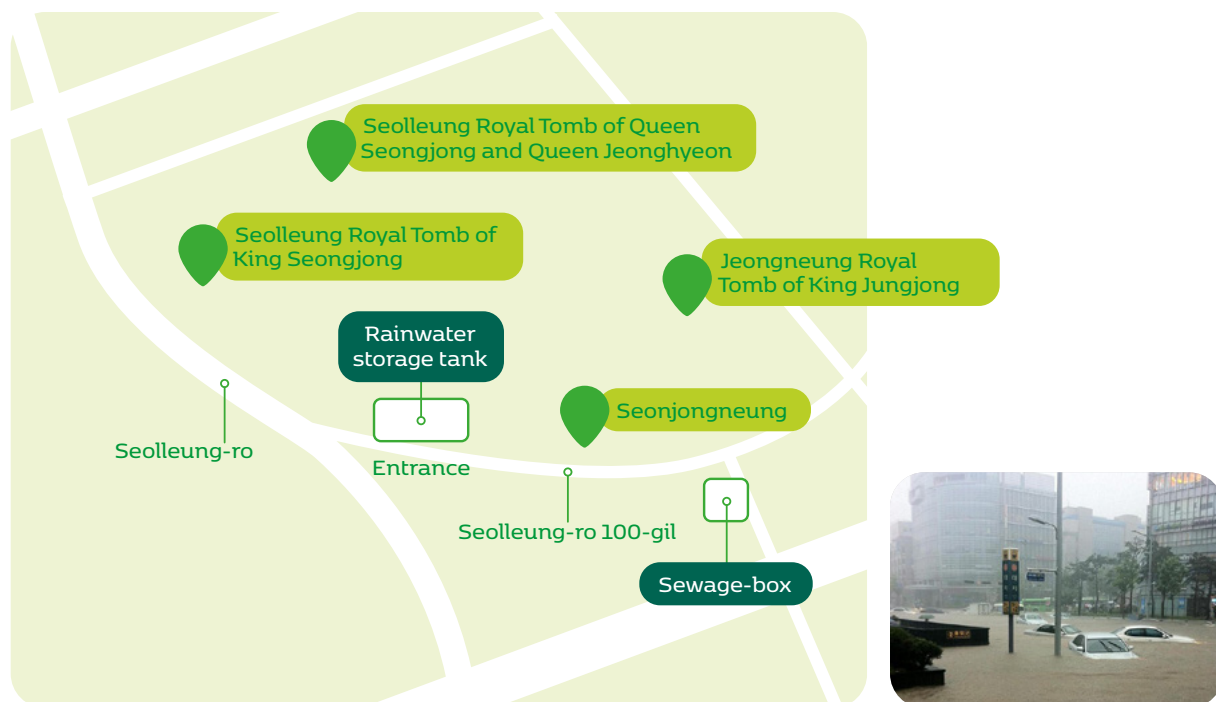 Seolleung Royal Tomb of Queen
Seongjong and Queen Jeonghyeon
Seolleung Royal Tomb of
King Seongjong
Jeongneung Royal
Tomb of King Jungjong
Rainwater
storage tank
Seonjongneung
Seolleung-ro
Entrance
Seolleung-ro 100-gil
Sewage-box